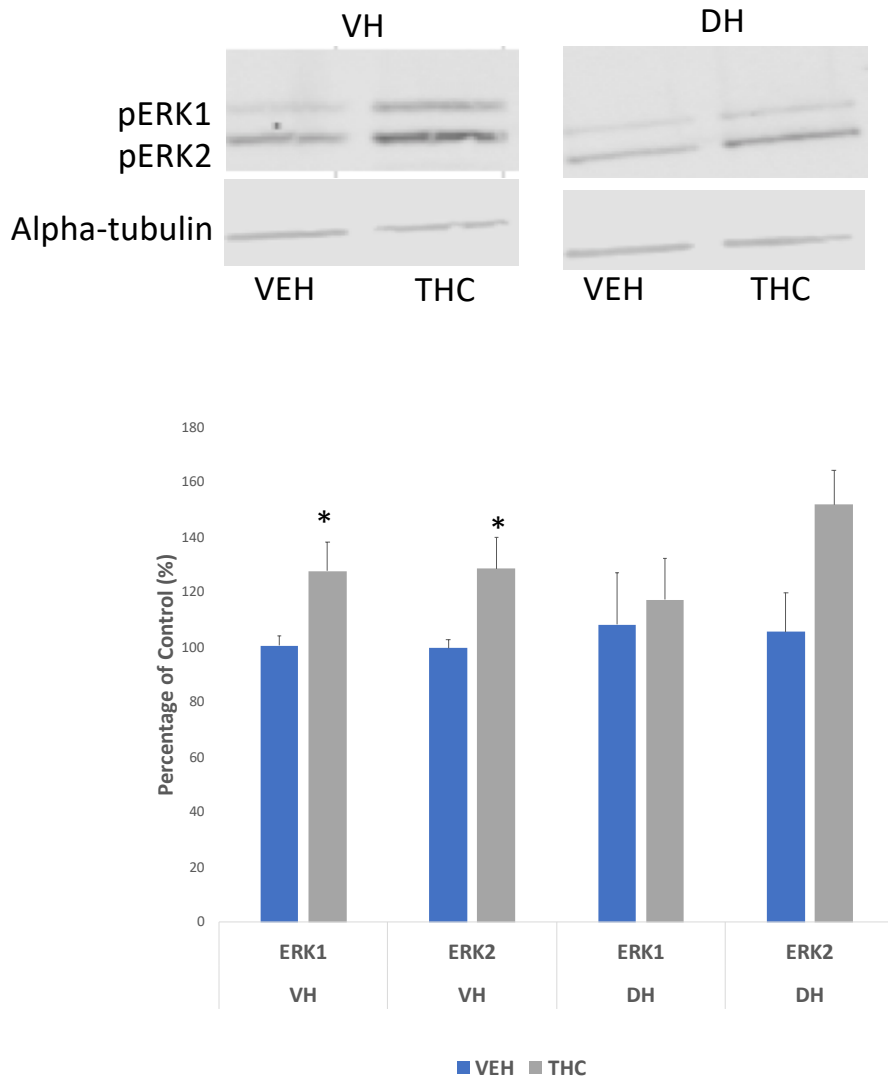 VH DH
pERK1
pERK2
Alpha-tubulin
VEH THC VEH THC
Percentage of Control (%)
180
160
140
120
100
80
60
40
20
0
*
*
ERK1 ERK2 ERK1 ERK2
VH VH DH DH
VEH THC